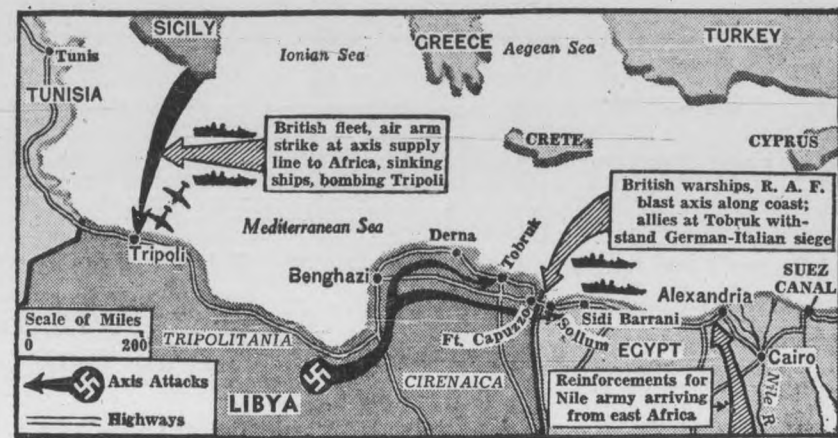 SICILY
Ionian Sea
GREECE
Aegean Sea
TURKEY
Tunis
TUNISIA
British fleet, air arm
strike at axis supply
line to Africa, sinking
ships, bombing Tripoli
CRETE
CYPRUS
British warships, R. A. F.
blast axis along coast;
allies at Tobruk with-
stand German-Italian siege
Mediterranean Sea
Tripoli
Derna
Tobruk
Benghazi
SUEZ
CANAL
Alexandria
Ft. Capuzzo
Sollum
Sidi Barrani
Scale of Miles
0 200
TRIPOLITANIA
EGYPT
Cairo
Axis Attacks
CIRENAICA
LIBYA
Highways
Reinforcements for
Nile army arriving
from east Africa
Nile R.